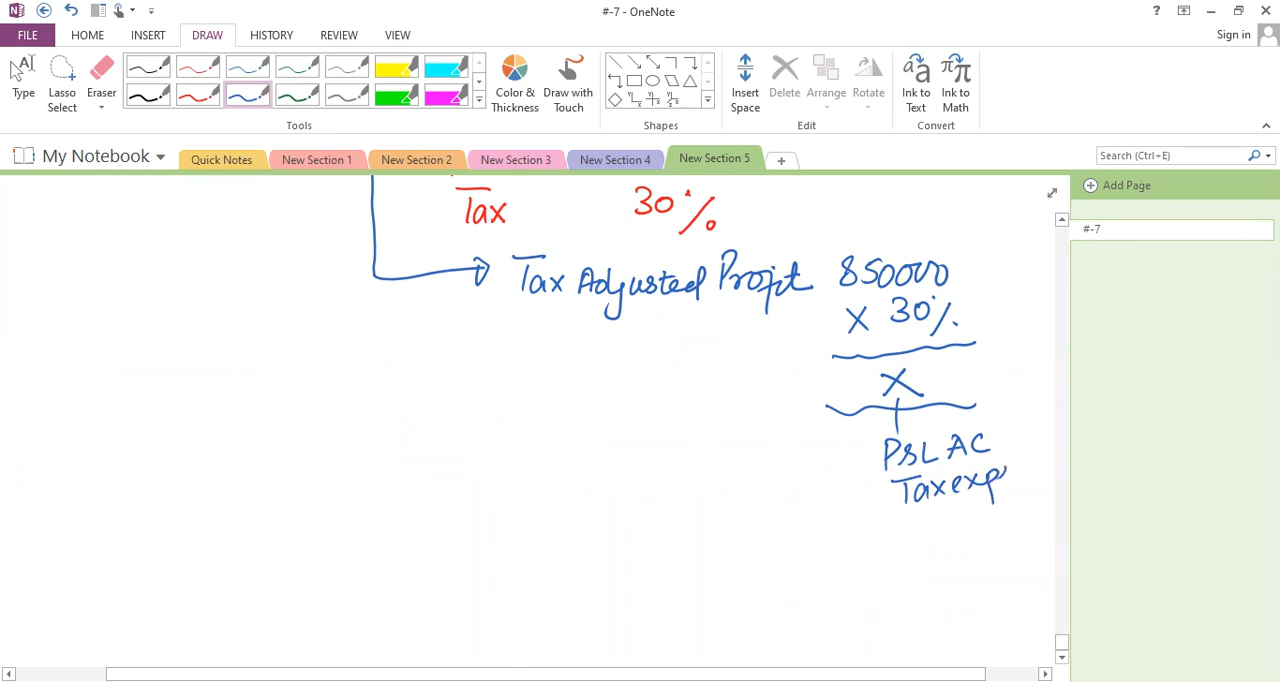 #-7 - OneNote
?
Sign in
FILE HOME INSERT DRAW HISTORY REVIEW VIEW
Type
Lasso Select
Eraser
Color & Thickness
Draw with Touch
Insert Space
Delete
Arrange
Rotate
Ink to Text
Ink to Math
Tools
Shapes
Edit
Convert
My Notebook
Quick Notes
New Section 1
New Section 2
New Section 3
New Section 4
New Section 5
Search (Ctrl+E)
Add Page
#-7
Tax 30%
Tax Adjusted Profit 850000
X 30%
X
P&L AC
Tax exp